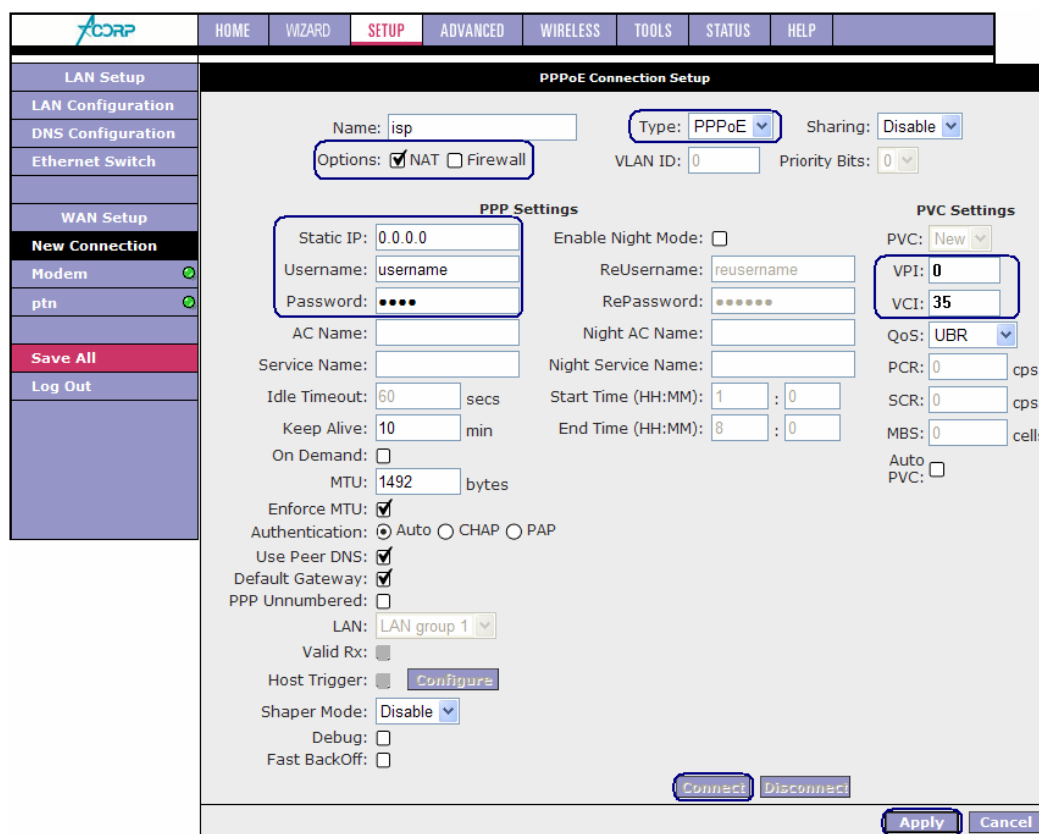 ACORP HOME WIZARD SETUP ADVANCED WIRELESS TOOLS STATUS HELP
LAN Setup
LAN Configuration
DNS Configuration
Ethernet Switch
WAN Setup
New Connection
Modem
ptn
Save All
Log Out
PPPoE Connection Setup
Name: isp Type: PPPoE Sharing: Disable
Options: NAT Firewall VLAN ID: 0 Priority Bits: 0
PPP Settings PVC Settings
Static IP: 0.0.0.0 Enable Night Mode: PVC: New
Username: username ReUsername: reusername VPI: 0
Password: •••• RePassword: •••••• VCI: 35
AC Name: Night AC Name: QoS: UBR
Service Name: Night Service Name: PCR: 0 cps
Idle Timeout: 60 secs Start Time (HH:MM): 1 : 0 SCR: 0 cps
Keep Alive: 10 min End Time (HH:MM): 8 : 0 MBS: 0 cells
On Demand: Auto
PVC:
MTU: 1492 bytes
Enforce MTU:
Authentication: Auto CHAP PAP
Use Peer DNS:
Default Gateway:
PPP Unnumbered:
LAN: LAN group 1
Valid Rx:
Host Trigger: Configure
Shaper Mode: Disable
Debug:
Fast BackOff:
Connect Disconnect
Apply Cancel